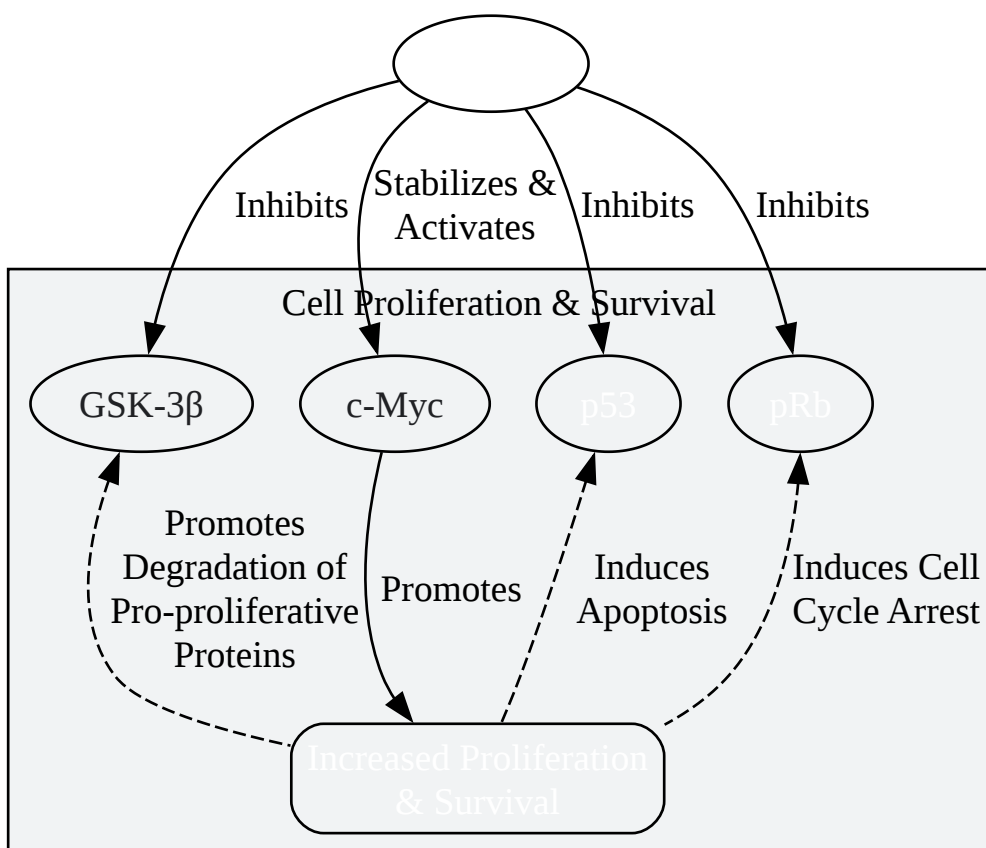 Inhibits
Stabilizes &
Activates
Inhibits
Inhibits
Cell Proliferation & Survival
GSK-3β
c-Myc
p53
pRb
Promotes
Degradation of
Pro-proliferative
Proteins
Promotes
Induces
Apoptosis
Induces Cell
Cycle Arrest
Increased Proliferation
& Survival